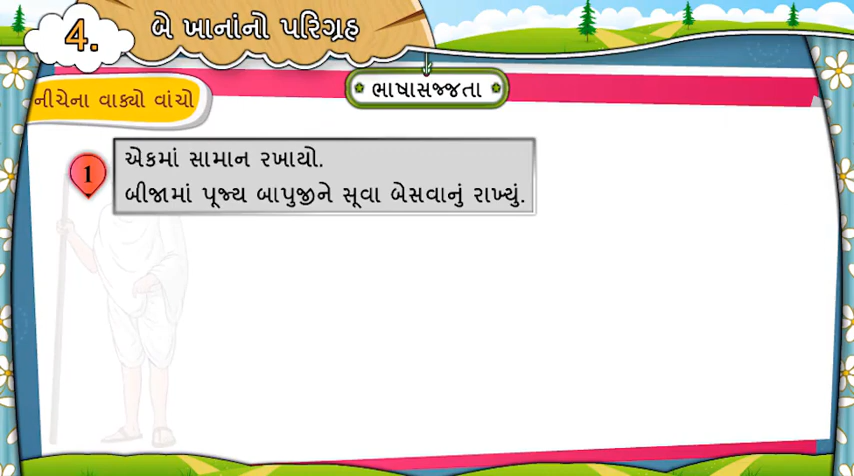 4. બે ખાનાંનો પરિગ્રહ
ભાષાસજ્જતા
નીચેના વાક્યો વાંચો
1 એકમાં સામાન રખાયો.
બીજામાં પૂજ્ય બાપુજીને સૂવા બેસવાનું રાખ્યું.